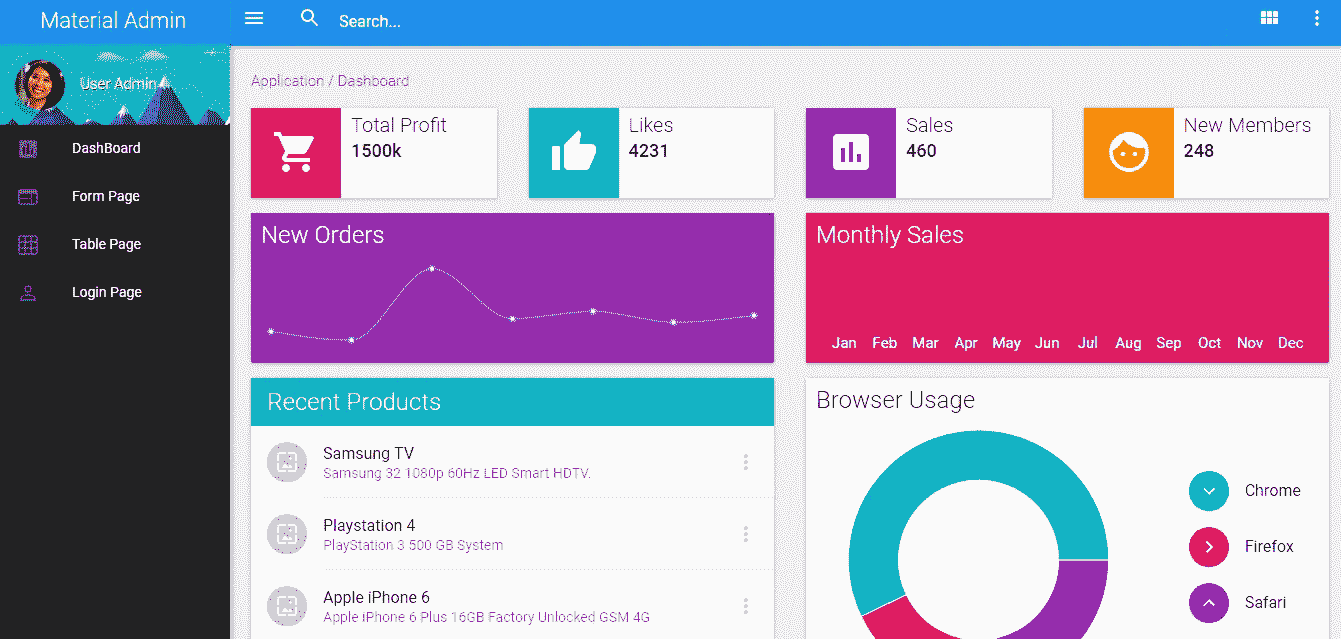 Material Admin
Search...
User Admin
DashBoard
Form Page
Table Page
Login Page
Application / Dashboard
Total Profit
1500k
Likes
4231
Sales
460
New Members
248
New Orders
Monthly Sales
Jan Feb Mar Apr May Jun Jul Aug Sep Oct Nov Dec
Recent Products
Samsung TV
Samsung 32 1080p 60Hz LED Smart HDTV.
Playstation 4
PlayStation 3 500 GB System
Apple iPhone 6
Apple iPhone 6 Plus 16GB Factory Unlocked GSM 4G
Browser Usage
Chrome
Firefox
Safari